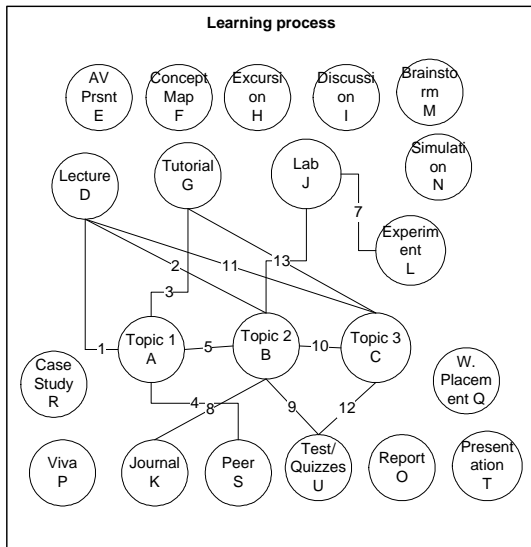 Learning process
AV
Prsnt
E
Concept
Map
F
Excursi
on
H
Discussi
on
I
Brainsto
rm
M
Simulati
on
N
Lecture
D
Tutorial
G
Lab
J
7
Experim
ent
L
2
11
13
3
1
Topic 1
A
5
Topic 2
B
10
Topic 3
C
Case
Study
R
4
8
9
12
W.
Placem
ent Q
Viva
P
Journal
K
Peer
S
Test/
Quizzes
U
Report
O
Present
ation
T